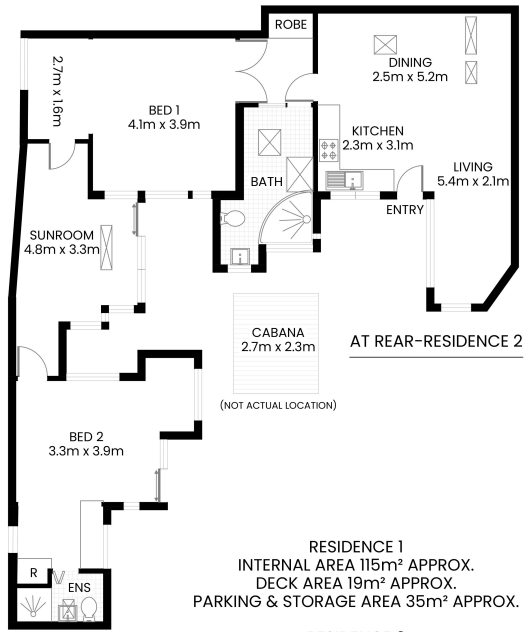 ROBE
DINING
2.5m x 5.2m
2.7m x 1.6m
BED 1
4.1m x 3.9m
KITCHEN
2.3m x 3.1m
LIVING
5.4m x 2.1m
BATH
ENTRY
SUNROOM
4.8m x 3.3m
CABANA
2.7m x 2.3m
AT REAR-RESIDENCE 2
(NOT ACTUAL LOCATION)
BED 2
3.3m x 3.9m
R
ENS
RESIDENCE 1
INTERNAL AREA 115m² APPROX.
DECK AREA 19m² APPROX.
PARKING & STORAGE AREA 35m² APPROX.